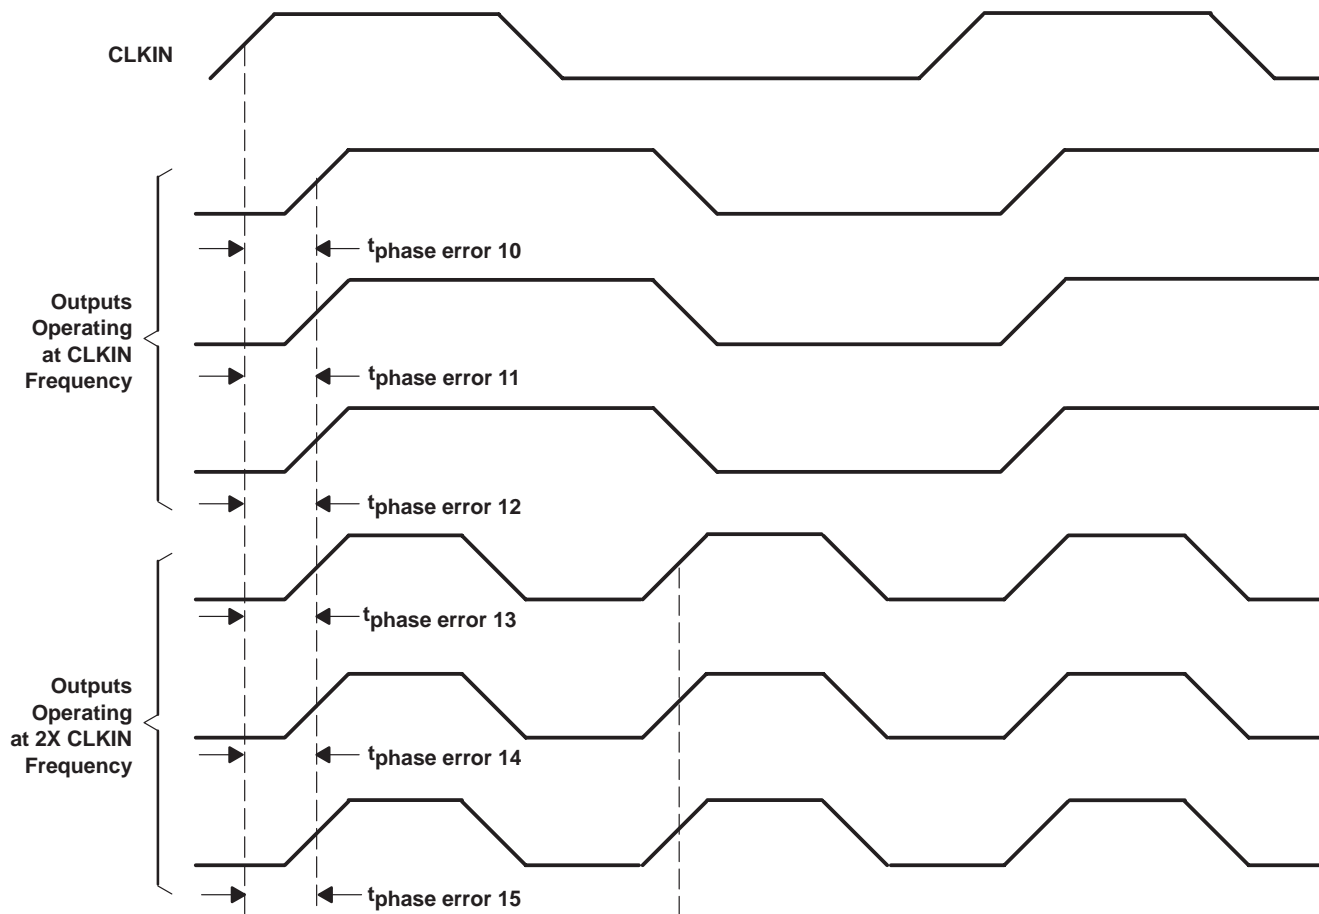 CLKIN
Outputs
Operating
at CLKIN
Frequency
tphase error 10
tphase error 11
tphase error 12
Outputs
Operating
at 2X CLKIN
Frequency
tphase error 13
tphase error 14
tphase error 15